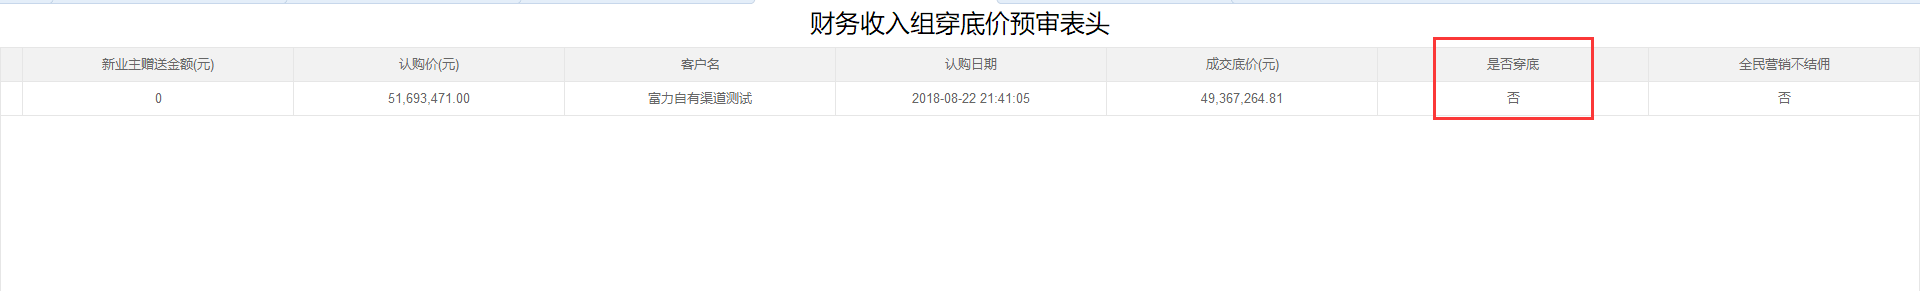 财务收入组穿底价预审表头
新业主赠送金额(元) 认购价(元) 客户名 认购日期 成交底价(元) 是否穿底 全民营销不结佣
0 51,693,471.00 富力自有渠道测试 2018-08-22 21:41:05 49,367,264.81 否 否